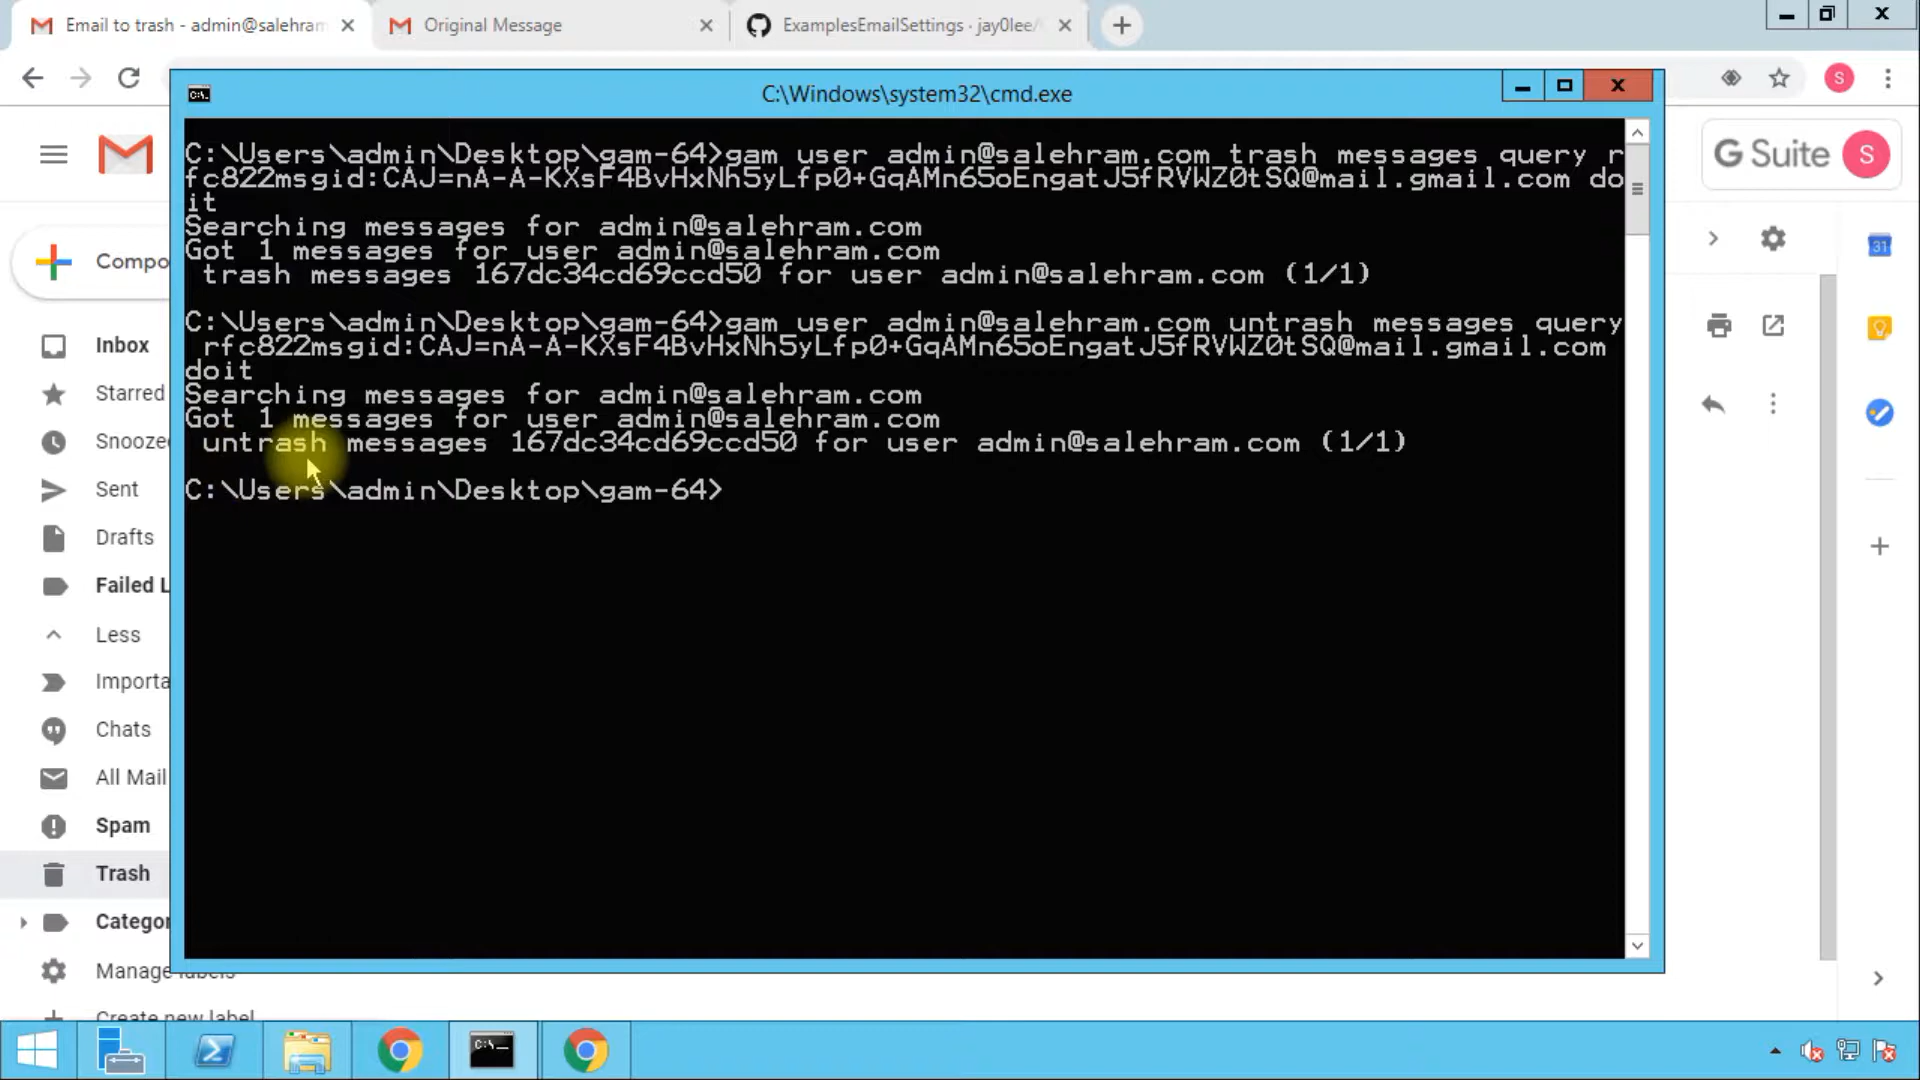 Email to trash - admin@salehram
Original Message
ExamplesEmailSettings · jay0lee/
S
C:\Windows\system32\cmd.exe
G Suite S
C:\Users\admin\Desktop\gam-64>gam user admin@salehram.com trash messages query r
fc822msgid:CAJ=nA-A-KXsF4BvHxNh5yLfp0+GqAMn65oEngatJ5fRVWZ0tSQ@mail.gmail.com do
it
Searching messages for admin@salehram.com
Got 1 messages for user admin@salehram.com
trash messages 167dc34cd69ccd50 for user admin@salehram.com (1/1)
C:\Users\admin\Desktop\gam-64>gam user admin@salehram.com untrash messages query
rfc822msgid:CAJ=nA-A-KXsF4BvHxNh5yLfp0+GqAMn65oEngatJ5fRVWZ0tSQ@mail.gmail.com
doit
Searching messages for admin@salehram.com
Got 1 messages for user admin@salehram.com
untrash messages 167dc34cd69ccd50 for user admin@salehram.com (1/1)
C:\Users\admin\Desktop\gam-64>
Compo
Inbox
Starred
Snooze
Sent
Drafts
Failed L
Less
Importa
Chats
All Mail
Spam
Trash
Categor
Manage labels
Create new label
31